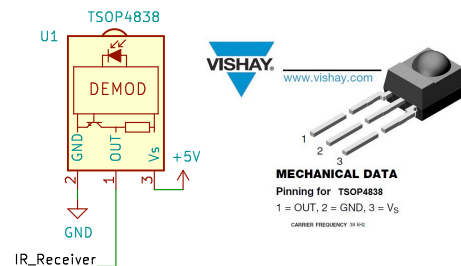 TSOP4838
U1
DEMOD
GND
OUT
Vs
+5V
2
1
3
GND
IR_Receiver
VISHAY®
www.vishay.com
1
2
3
MECHANICAL DATA
Pinning for TSOP4838
1 = OUT, 2 = GND, 3 = VS
CARRIER FREQUENCY 38 kHz